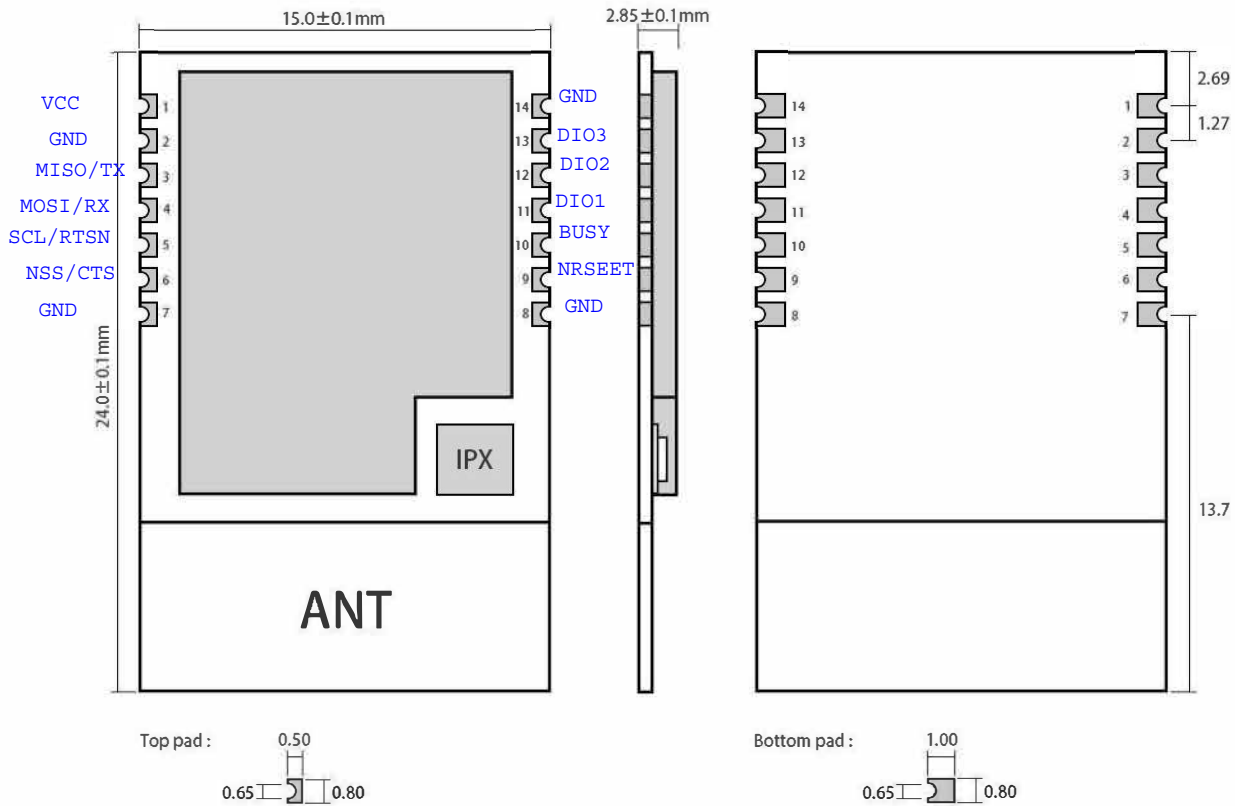 15.0±0.1mm
2.85±0.1mm
24.0±0.1mm
VCC 1
GND 2
MISO/TX 3
MOSI/RX 4
SCL/RTSN 5
NSS/CTS 6
GND 7
14 GND
13 DIO3
12 DIO2
11 DIO1
10 BUSY
9 NRSEET
8 GND
IPX
ANT
14
13
12
11
10
9
8
1
2
3
4
5
6
7
2.69
1.27
13.7
Top pad :
0.50
0.65
0.80
Bottom pad :
1.00
0.65
0.80